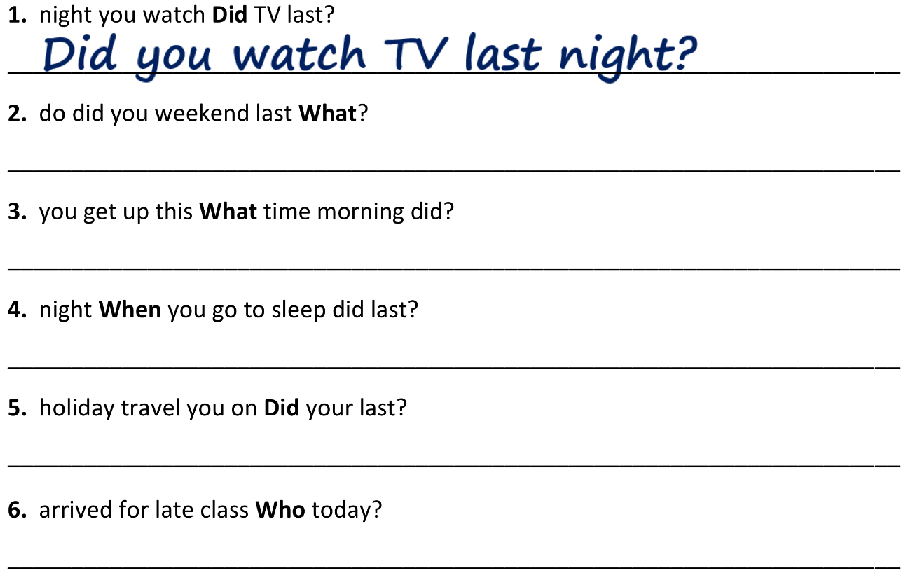 1. night you watch Did TV last?
Did you watch TV last night?
2. do did you weekend last What?
3. you get up this What time morning did?
4. night When you go to sleep did last?
5. holiday travel you on Did your last?
6. arrived for late class Who today?